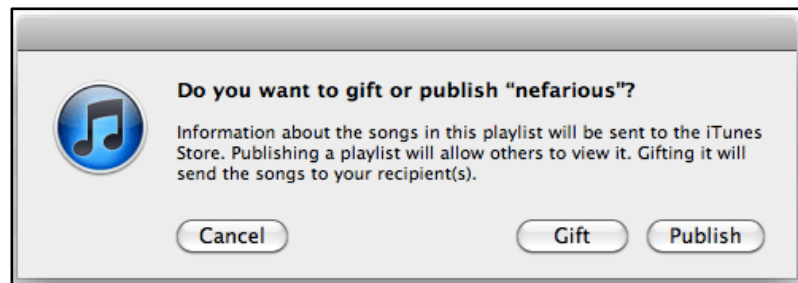 Do you want to gift or publish “nefarious”?
Information about the songs in this playlist will be sent to the iTunes
Store. Publishing a playlist will allow others to view it. Gifting it will
send the songs to your recipient(s).
Cancel Gift Publish